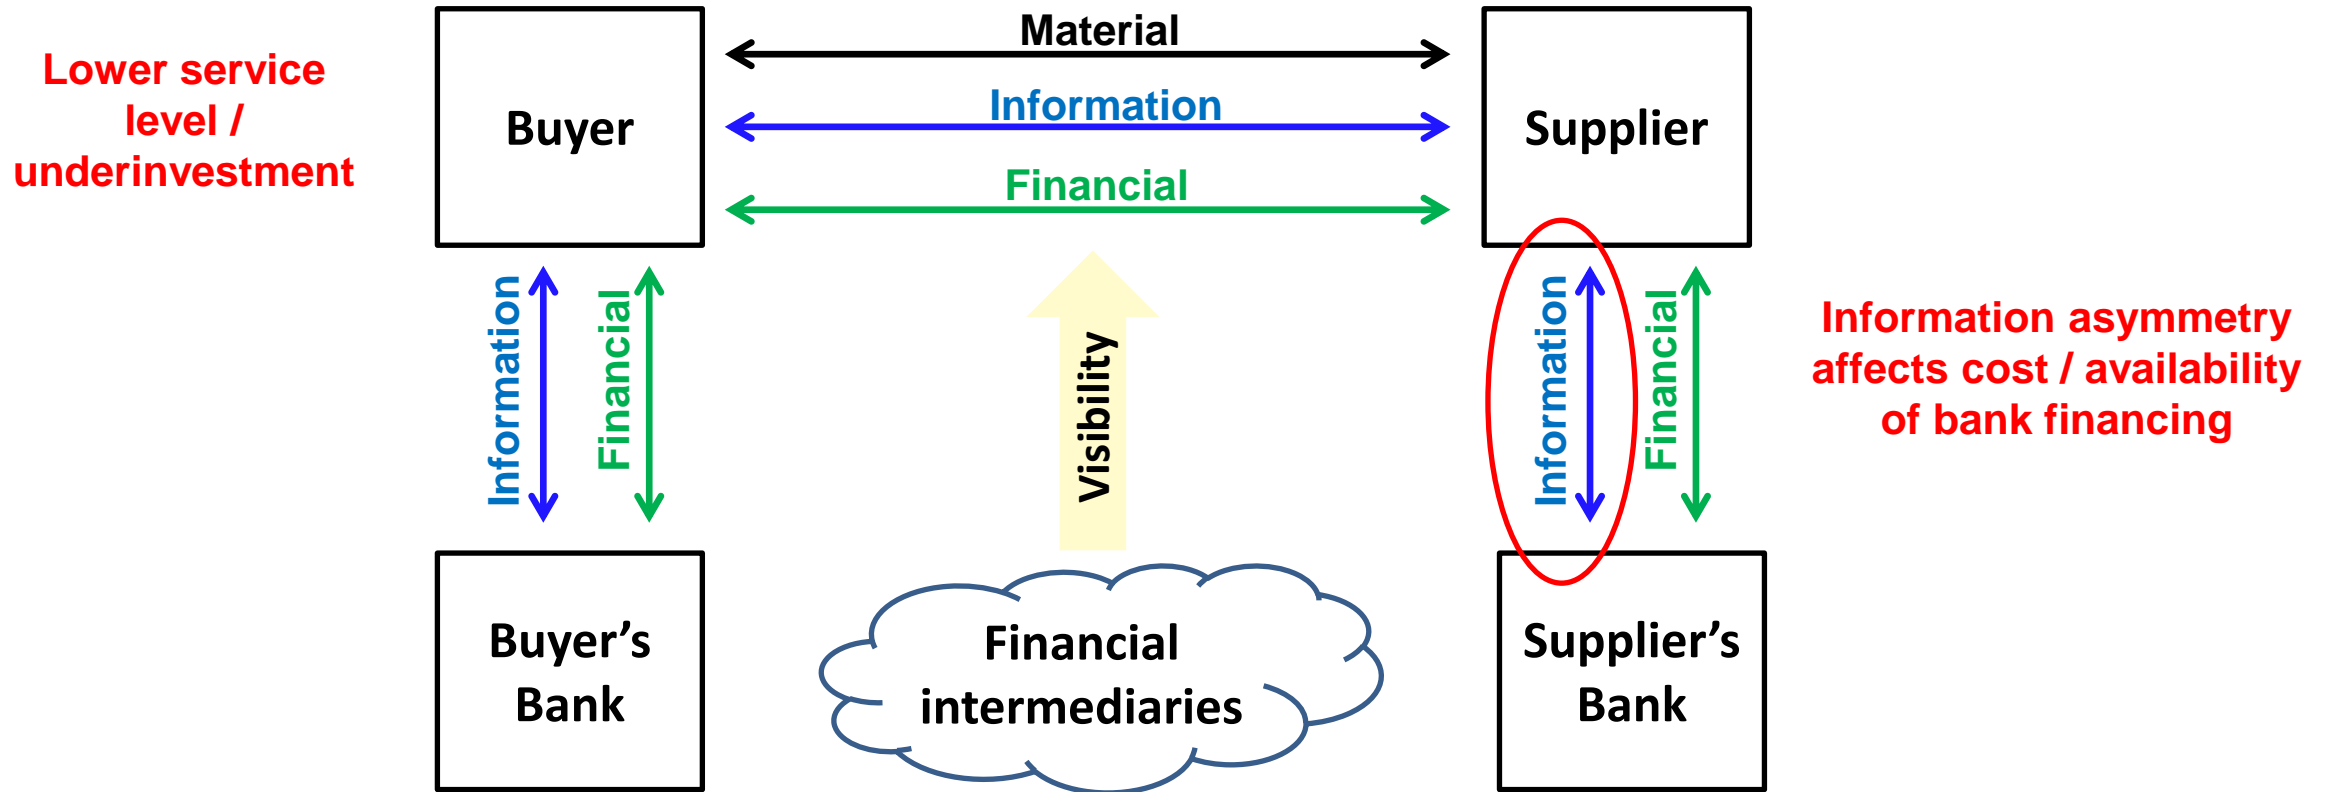 Lower service
level /
underinvestment
Buyer
Material
Information
Financial
Supplier
Information
Financial
Visibility
Information
Financial
Information asymmetry
affects cost / availability
of bank financing
Buyer’s
Bank
Financial
intermediaries
Supplier’s
Bank